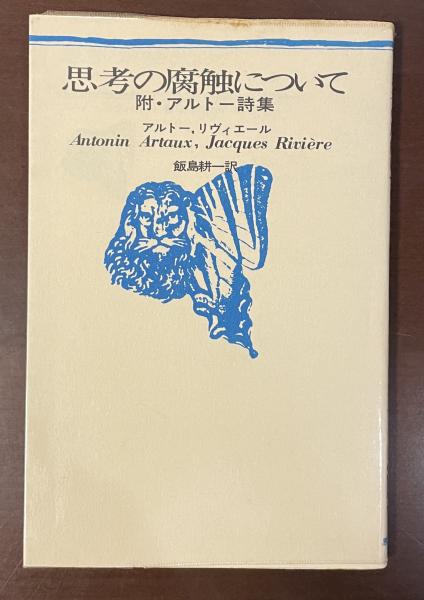 思考の腐触について
附・アルトー詩集
アルトー，リヴィエール
Antonin Artaux, Jacques Rivière
飯島耕一訳